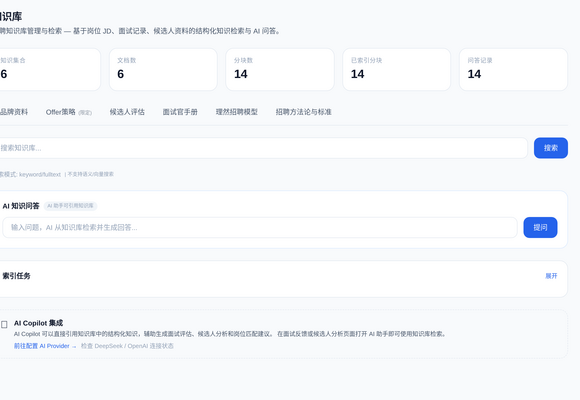 识库
聘知识库管理与检索 — 基于岗位 JD、面试记录、候选人资料的结构化知识检索与 AI 问答。
知识集合
6
文档数
6
分块数
14
已索引分块
14
问答记录
14
品牌资料
Offer策略 (限定)
候选人评估
面试官手册
理然招聘模型
招聘方法论与标准
搜索知识库...
搜索
索模式: keyword/fulltext | 不支持语义/向量搜索
AI 知识问答 AI 助手可引用知识库
输入问题，AI 从知识库检索并生成回答...
提问
索引任务
展开
AI Copilot 集成
AI Copilot 可以直接引用知识库中的结构化知识，辅助生成面试评估、候选人分析和岗位匹配建议。 在面试反馈或候选人分析页面打开 AI 助手即可使用知识库检索。
前往配置 AI Provider → 检查 DeepSeek / OpenAI 连接状态